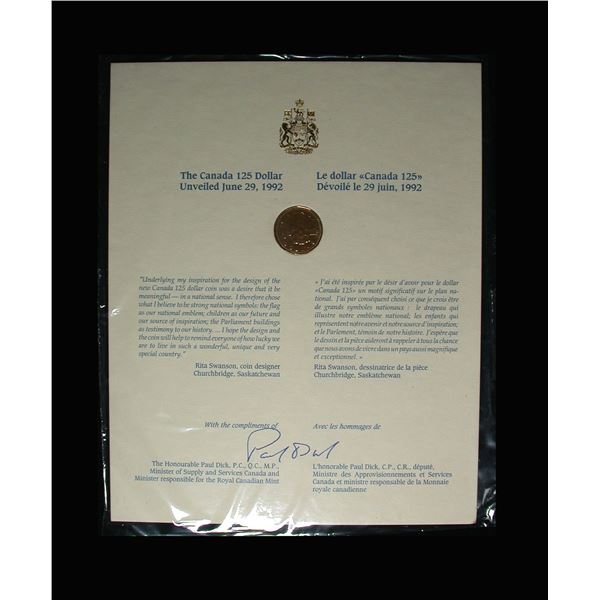 The Canada 125 Dollar
Unveiled June 29, 1992
Le dollar «Canada 125»
Dévoilé le 29 juin, 1992
"Underlying my inspiration for the design of the
new Canada 125 dollar coin was a desire that it be
meaningful — in a national sense. I therefore chose
what I believe to be strong national symbols: the flag
as our national emblem; children as our future and
our source of inspiration; the Parliament buildings
as testimony to our history. ... I hope the design and
the coin will help to remind everyone of how lucky we
are to live in such a wonderful, unique and very
special country."
Rita Swanson, coin designer
Churchbridge, Saskatchewan
« J'ai été inspirée par le désir d'avoir pour le dollar
«Canada 125» un motif significatif sur le plan na-
tional. J'ai par conséquent choisi ce que je crois être
de grands symboles nationaux : le drapeau qui
illustre notre emblème national; les enfants qui
représentent notre avenir et notre source d'inspiration;
et le Parlement, témoin de notre histoire. J'espère que
le dessin et la pièce aideront à rappeler à tous la chance
que nous avons de vivre dans un pays aussi magnifique
et exceptionnel. »
Rita Swanson, dessinatrice de la pièce
Churchbridge, Saskatchewan
With the compliments of
Avec les hommages de
Paul Dick
The Honourable Paul Dick, P.C., Q.C., M.P.,
Minister of Supply and Services Canada and
Minister responsible for the Royal Canadian Mint
L'honorable Paul Dick, C.P., C.R., député,
Ministre des Approvisionnements et Services
Canada et ministre responsable de la Monnaie
royale canadienne